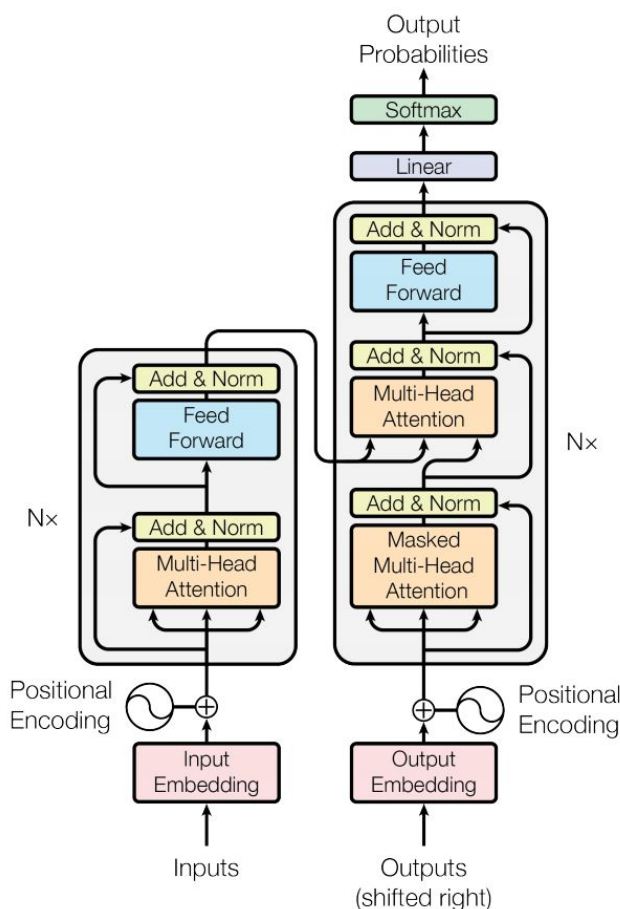 Output
Probabilities
Softmax
Linear
Add & Norm
Feed
Forward
Add & Norm
Multi-Head
Attention
Add & Norm
Masked
Multi-Head
Attention
Nx
Add & Norm
Feed
Forward
Add & Norm
Multi-Head
Attention
Nx
Positional
Encoding
Positional
Encoding
Input
Embedding
Output
Embedding
Inputs
Outputs
(shifted right)